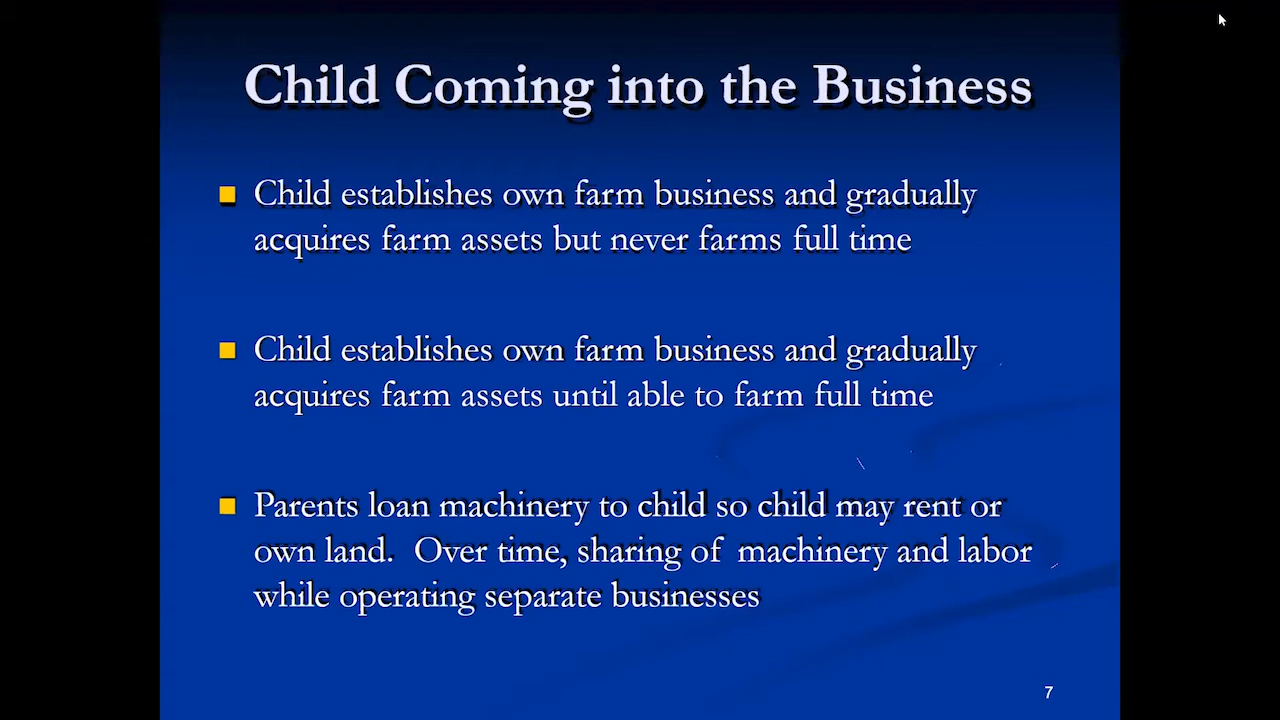 Child Coming into the Business
Child establishes own farm business and gradually
acquires farm assets but never farms full time
Child establishes own farm business and gradually
acquires farm assets until able to farm full time
Parents loan machinery to child so child may rent or
own land.  Over time, sharing of machinery and labor
while operating separate businesses
7